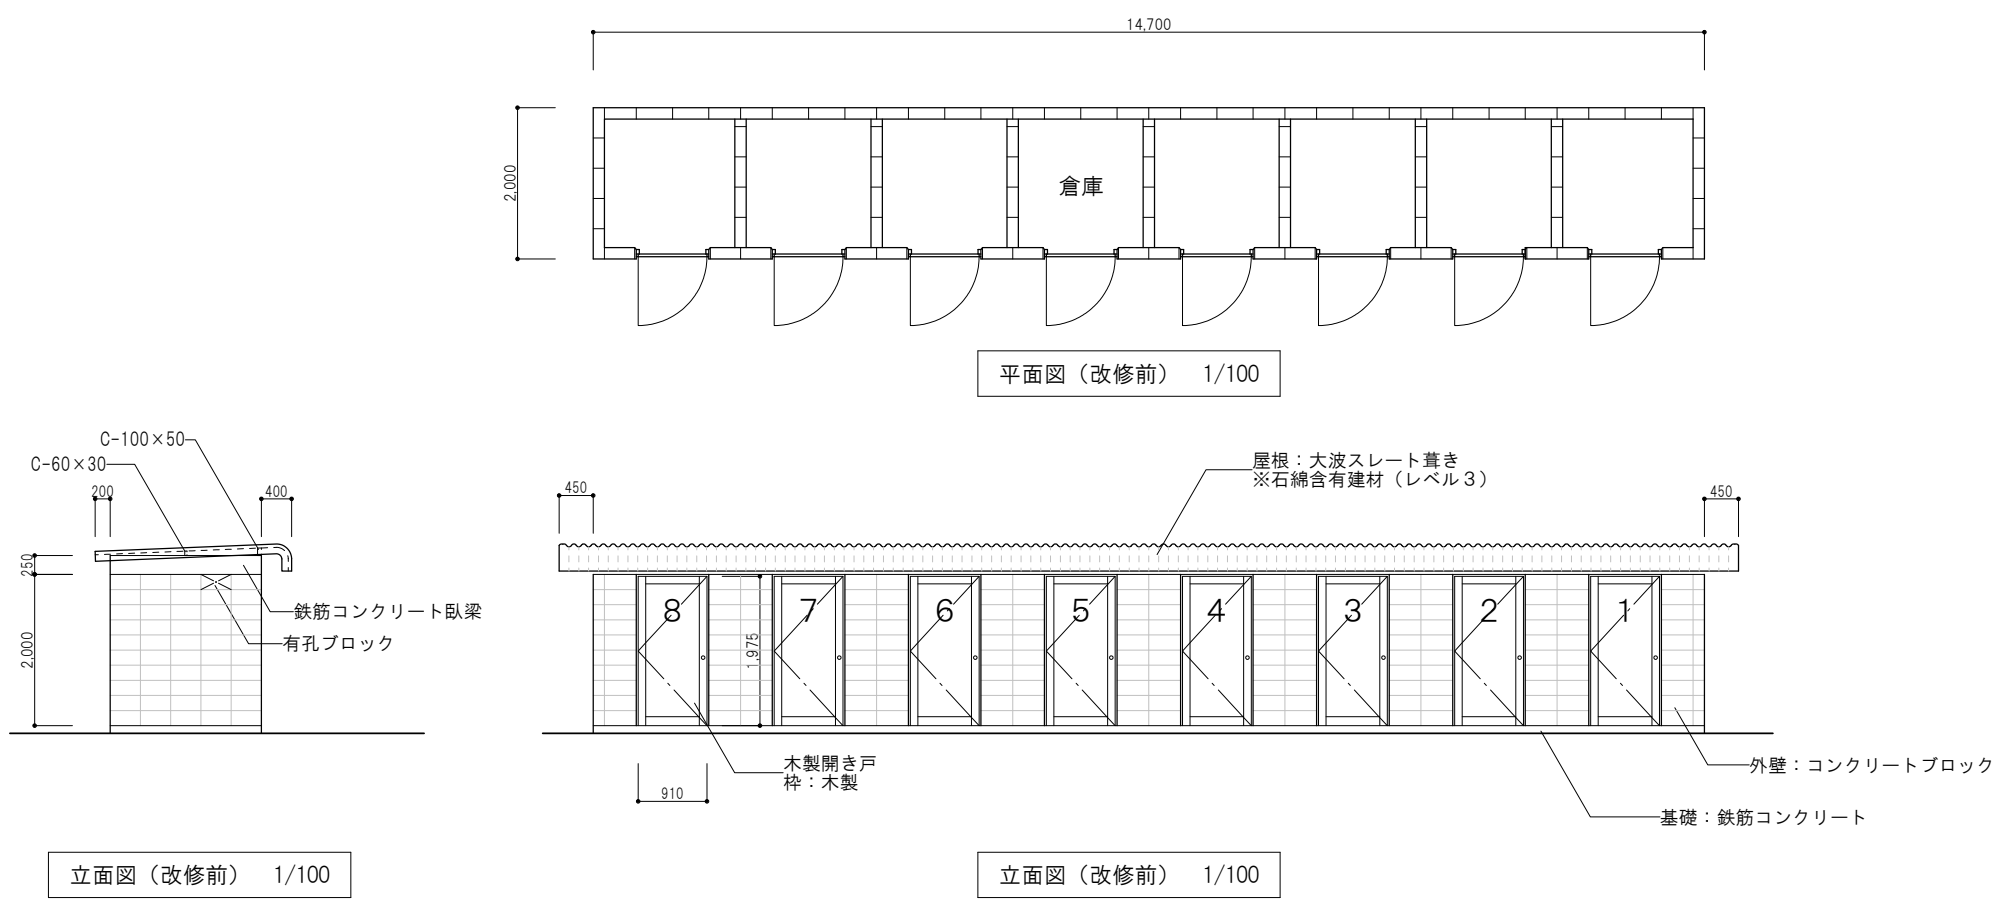 14,700
2,000
倉庫
平面図（改修前） 1/100
C-100×50
C-60×30
200
400
250
2,000
鉄筋コンクリート臥梁
有孔ブロック
立面図（改修前） 1/100
屋根：大波スレート葺き
※石綿含有建材（レベル３）
450
450
8
7
6
5
4
3
2
1
1,975
木製開き戸
枠：木製
910
外壁：コンクリートブロック
基礎：鉄筋コンクリート
立面図（改修前） 1/100